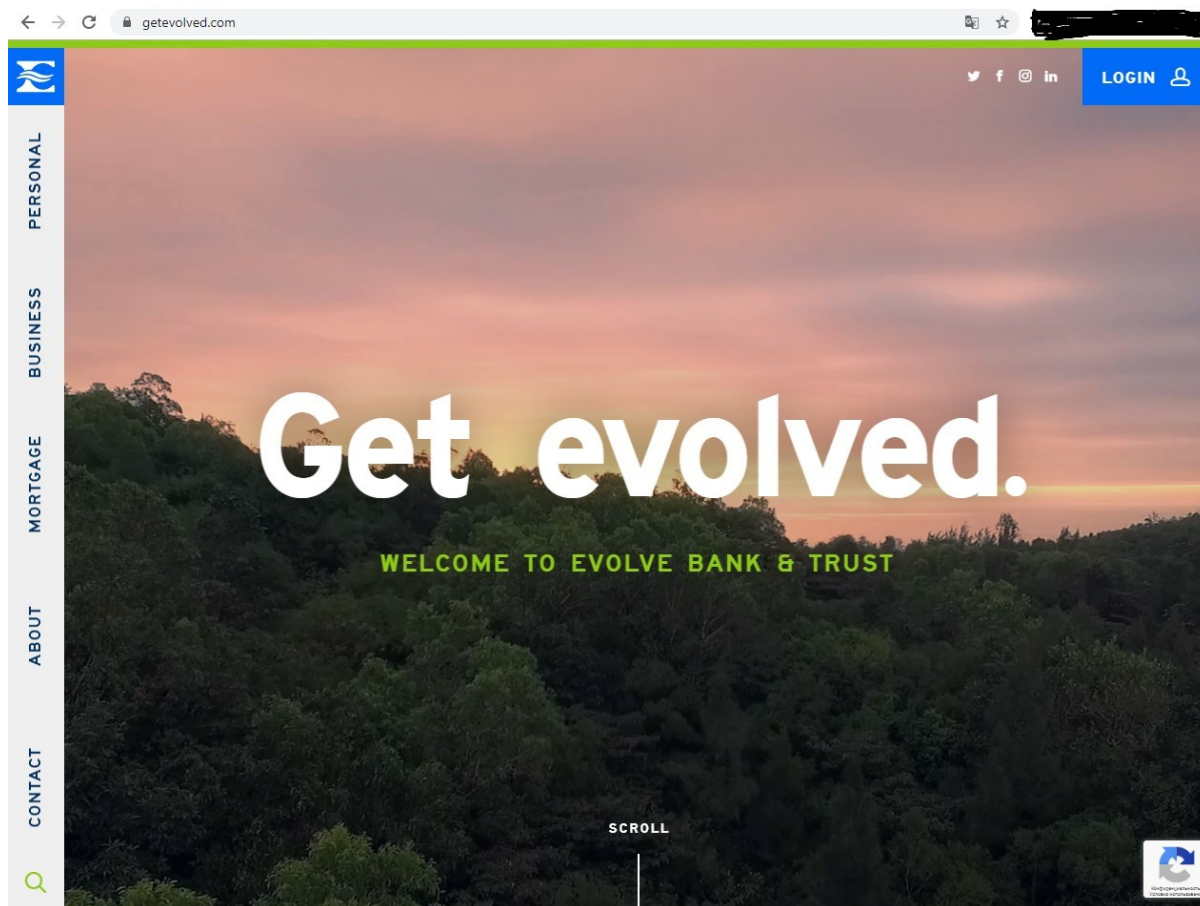 getevolved.com
LOGIN
PERSONAL
BUSINESS
MORTGAGE
ABOUT
CONTACT
Get evolved.
WELCOME TO EVOLVE BANK & TRUST
SCROLL